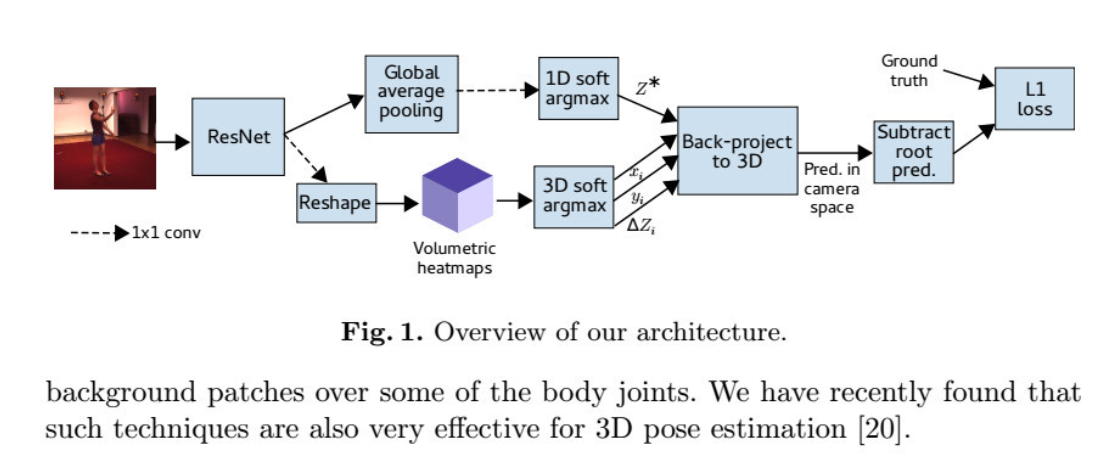 Global
average
pooling
1D soft
argmax
Z*
Ground
truth
L1
loss
ResNet
Back-project
to 3D
Subtract
root
pred.
Reshape
3D soft
argmax
x_i
y_i
ΔZ_i
Pred. in
camera
space
1x1 conv
Volumetric
heatmaps
Fig. 1. Overview of our architecture.
background patches over some of the body joints. We have recently found that
such techniques are also very effective for 3D pose estimation [20].